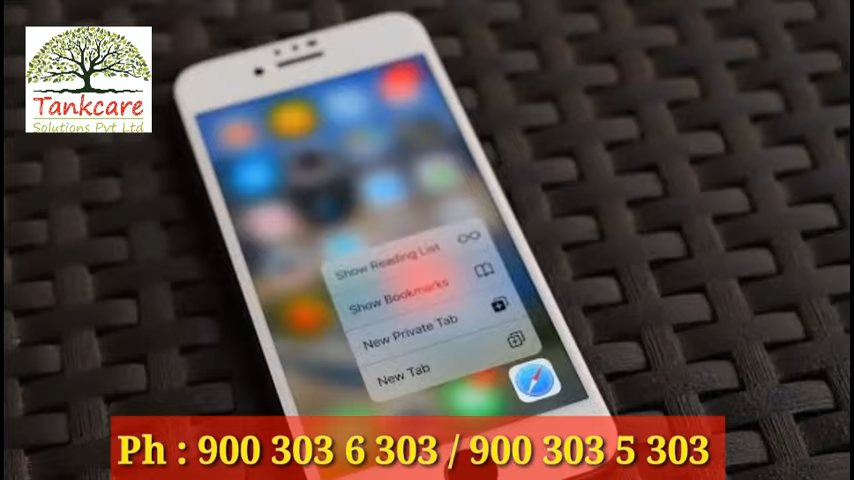 Tankcare
Solutions Pvt Ltd
Show Reading List
Show Bookmarks
New Private Tab
New Tab
Ph : 900 303 6 303 / 900 303 5 303